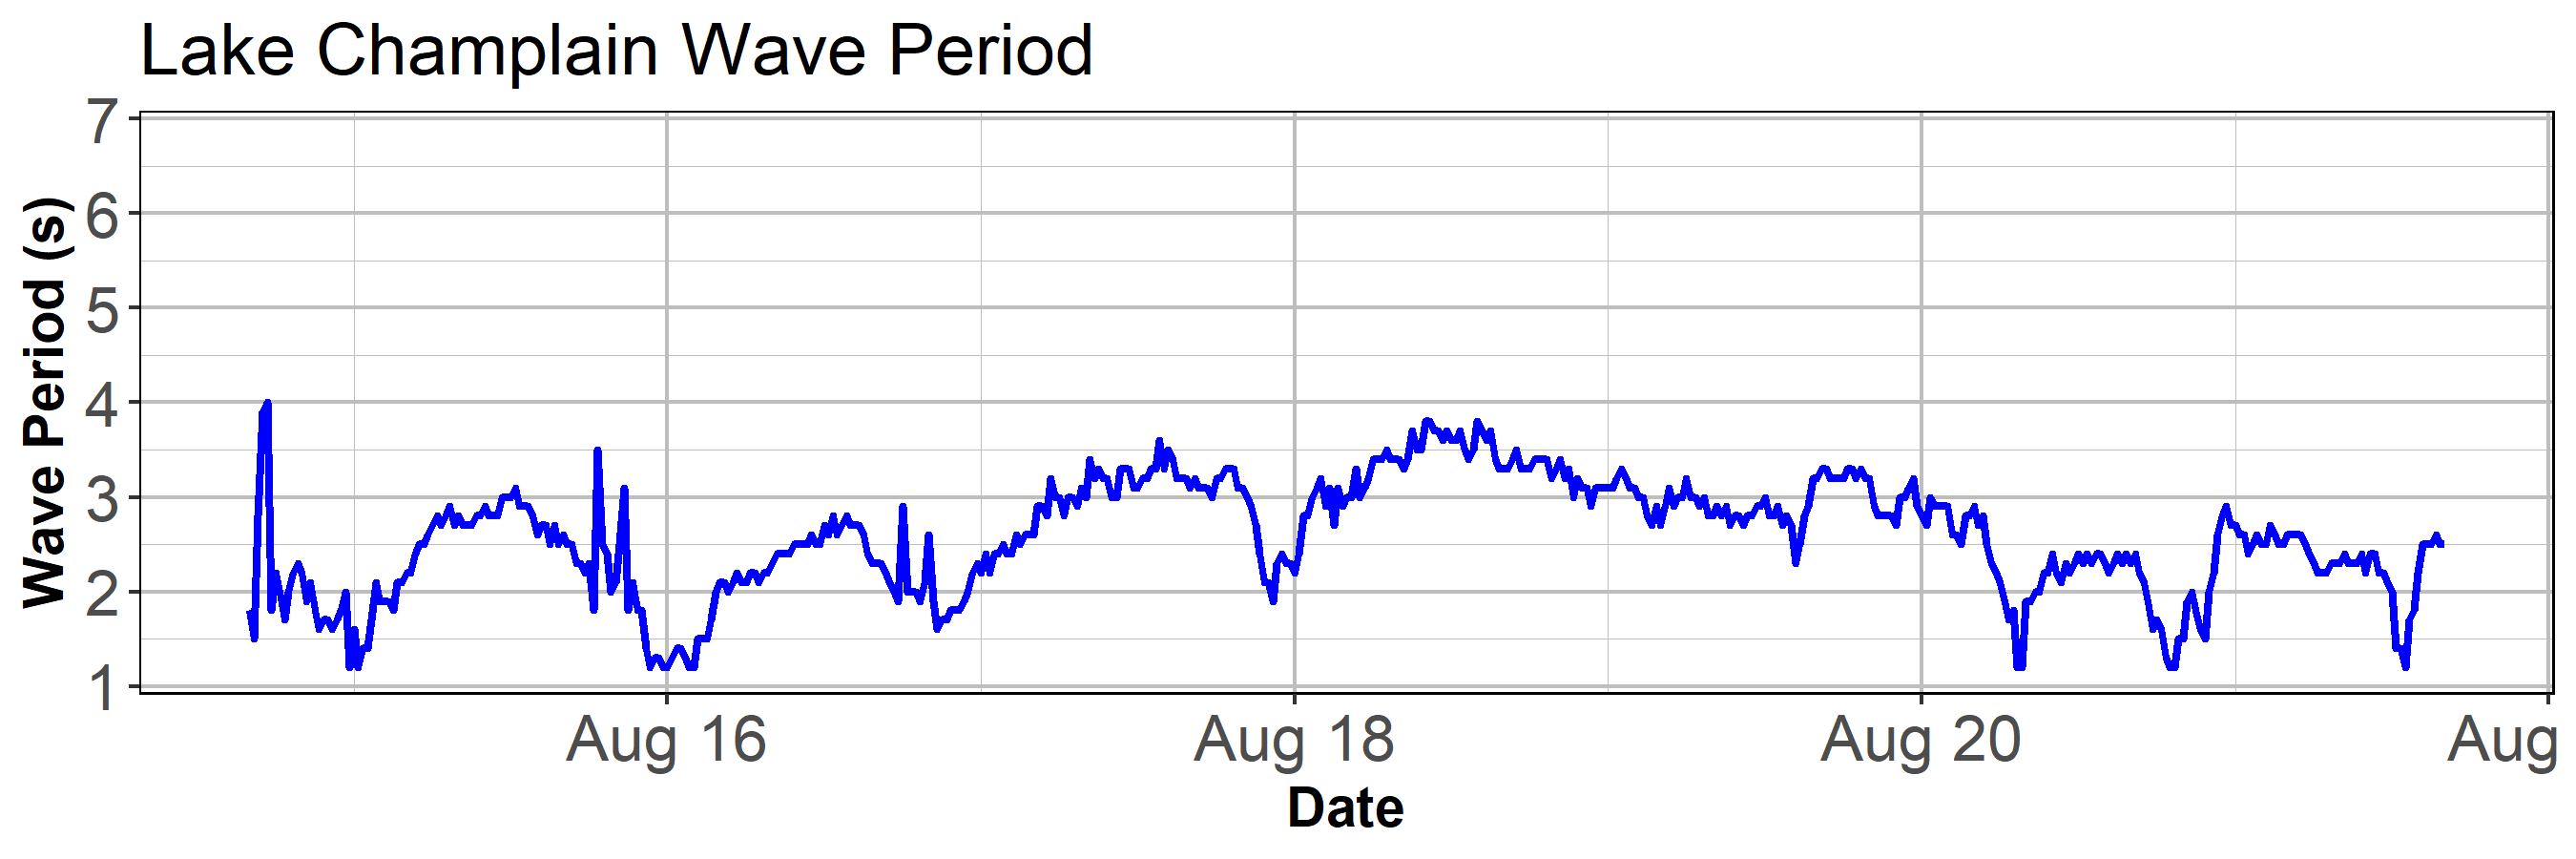 Lake Champlain Wave Period
Wave Period (s)
7
6
5
4
3
2
1
Aug 16
Aug 18
Aug 20
Aug
Date